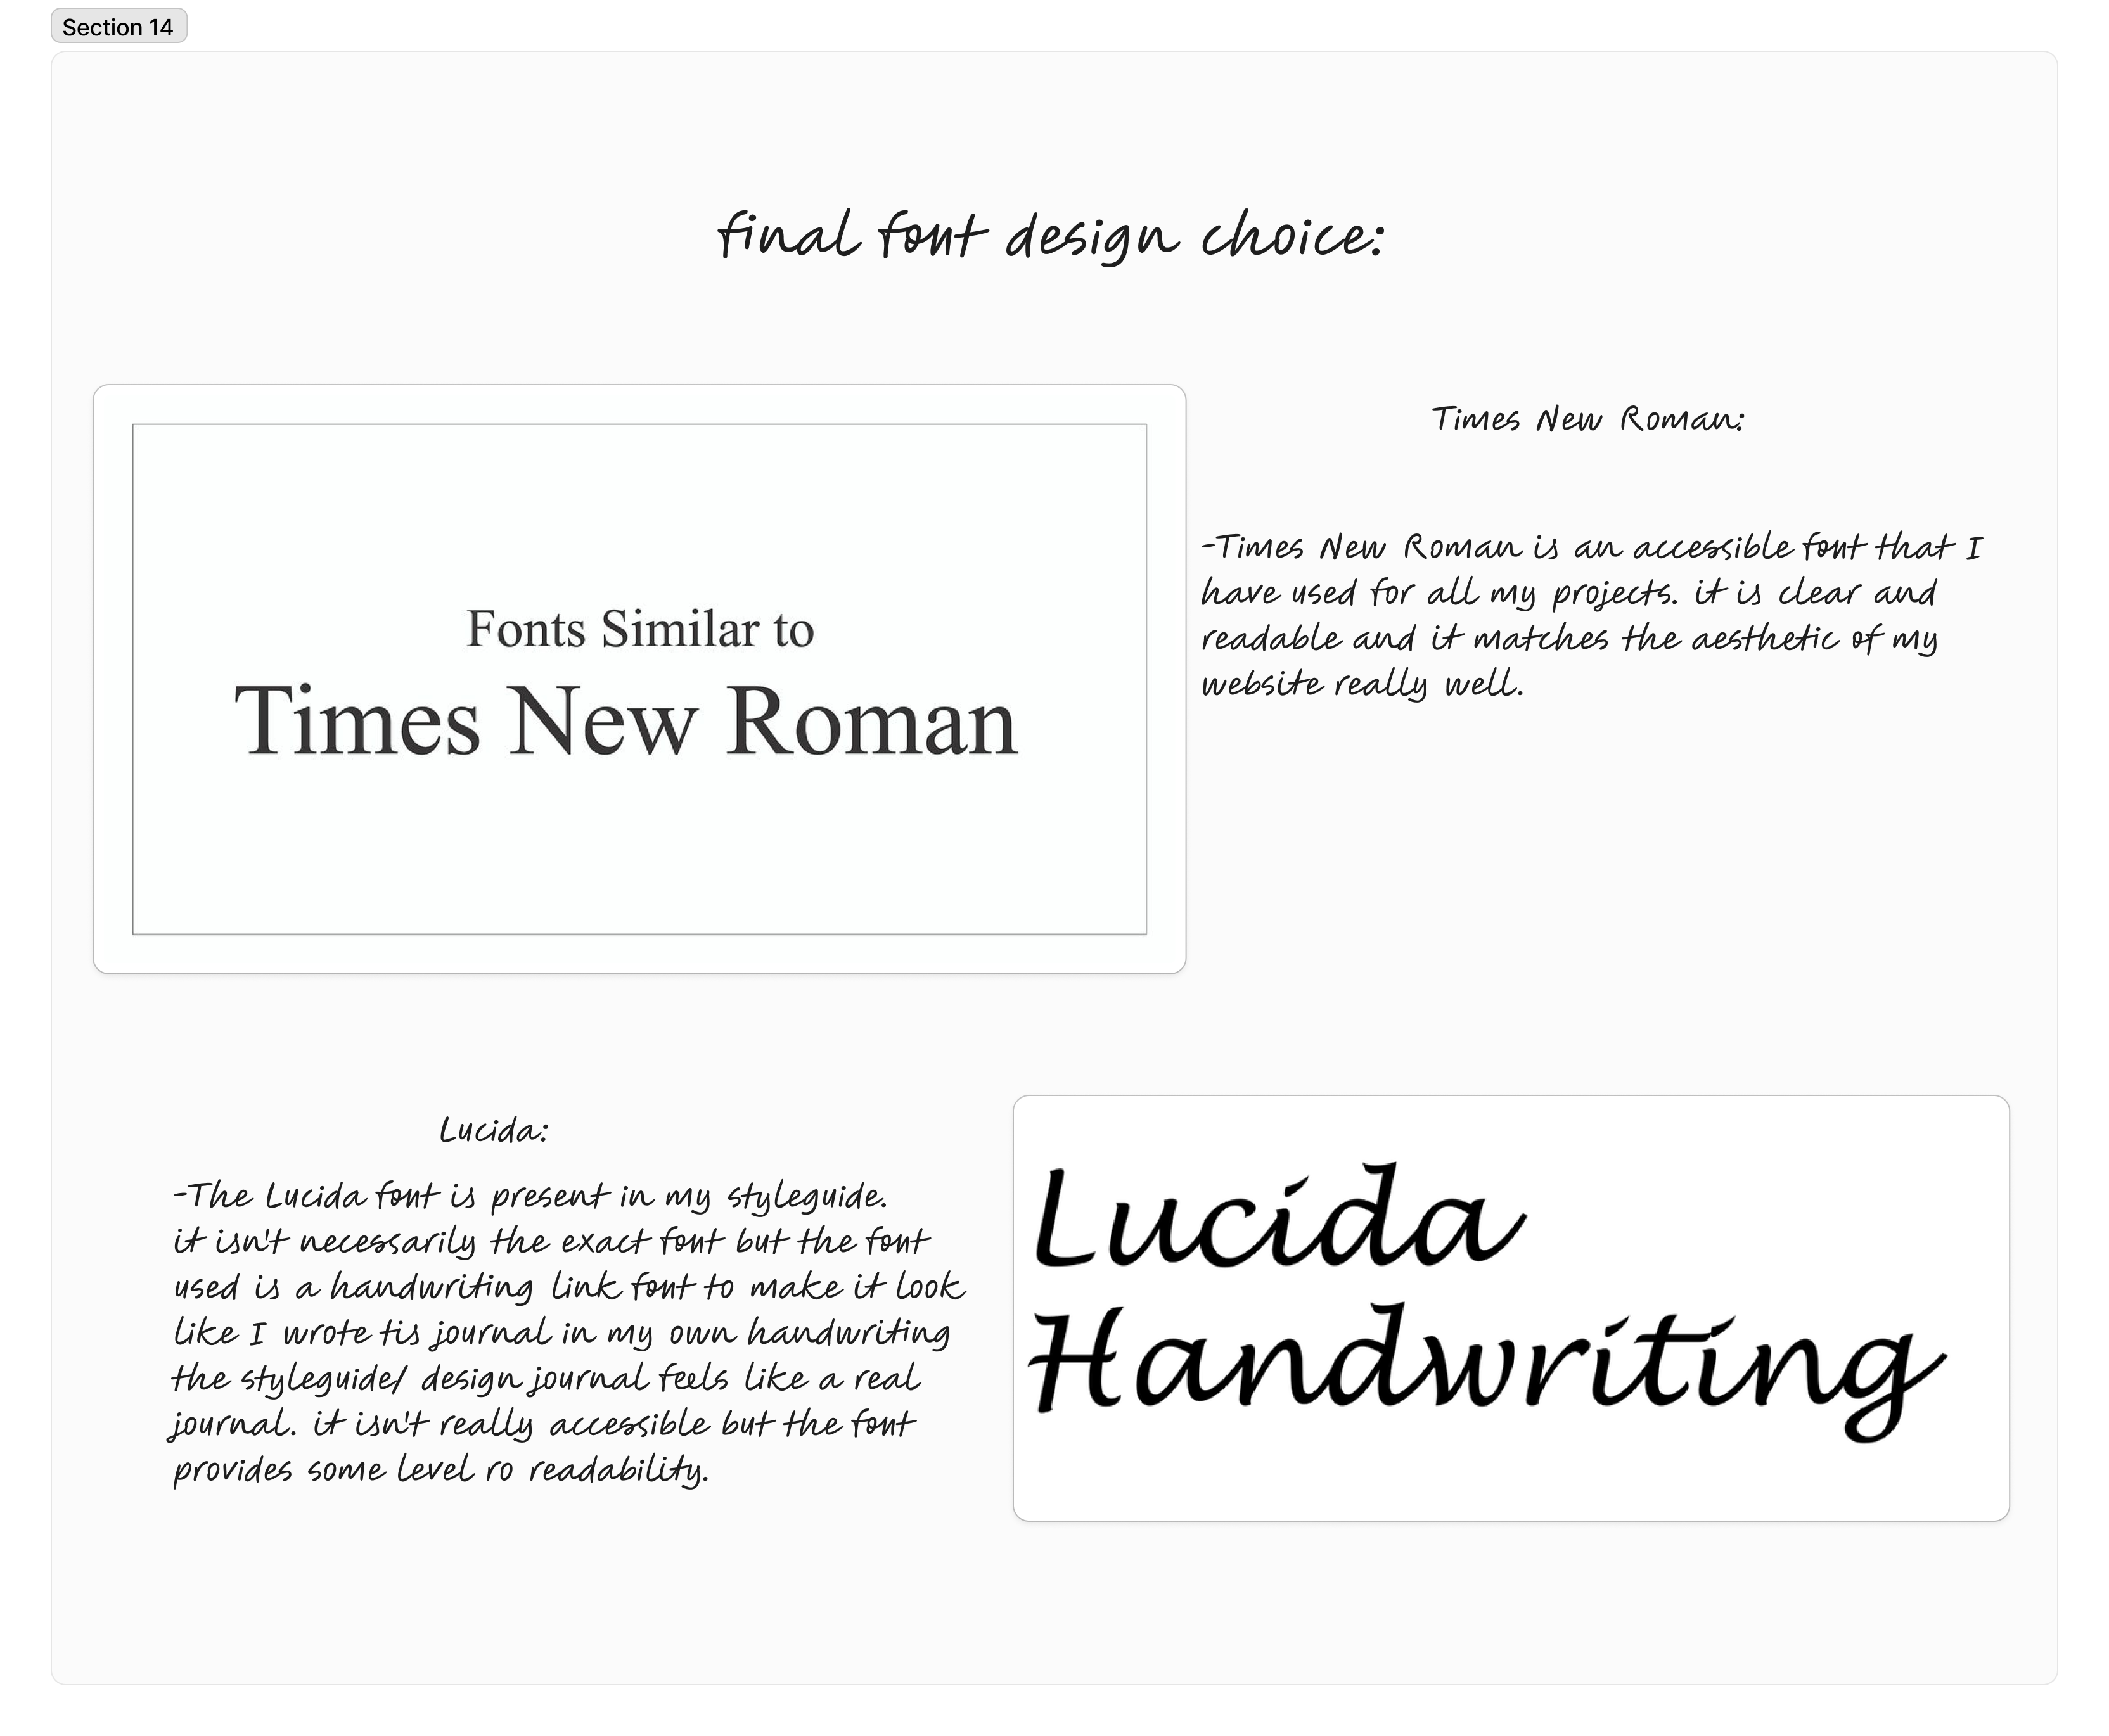 Section 14
final font design choice:
Fonts Similar to
Times New Roman
Times New Roman:
-Times New Roman is an accessible font that I
have used for all my projects. it is clear and
readable and it matches the aesthetic of my
website really well.
Lucida:
-The Lucida font is present in my styleguide.
it isn't necessarily the exact font but the font
used is a handwriting link font to make it look
like I wrote tis journal in my own handwriting
the styleguide/ design journal feels like a real
journal. it isn't really accessible but the font
provides some level ro readability.
Lucida
Handwriting